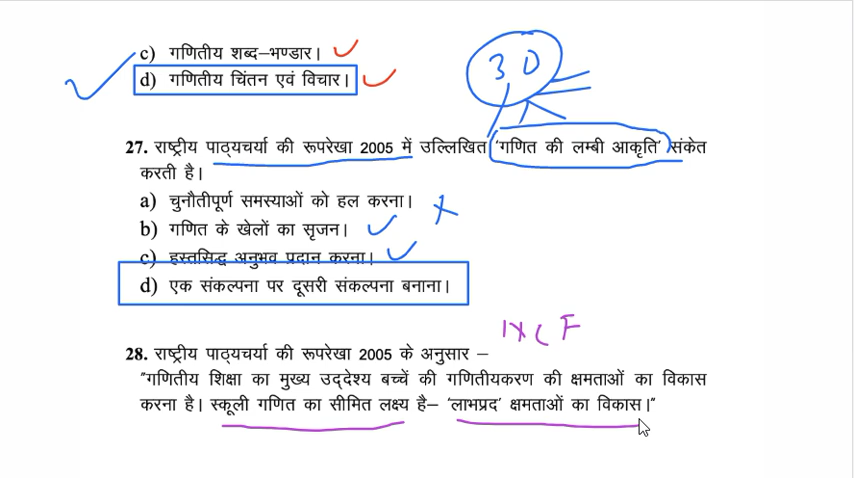 c) गणितीय शब्द–भण्डार।
d) गणितीय चिंतन एवं विचार।
3 D
27. राष्ट्रीय पाठ्यचर्या की रूपरेखा 2005 में उल्लिखित 'गणित की लम्बी आकृति' संकेत
करती है।
a) चुनौतीपूर्ण समस्याओं को हल करना।
b) गणित के खेलों का सृजन।
c) हस्तसिद्ध अनुभव प्रदान करना।
d) एक संकल्पना पर दूसरी संकल्पना बनाना।
28. राष्ट्रीय पाठ्यचर्या की रूपरेखा 2005 के अनुसार –
"गणितीय शिक्षा का मुख्य उद्देश्य बच्चें की गणितीयकरण की क्षमताओं का विकास
करना है। स्कूली गणित का सीमित लक्ष्य है– 'लाभप्रद' क्षमताओं का विकास।"